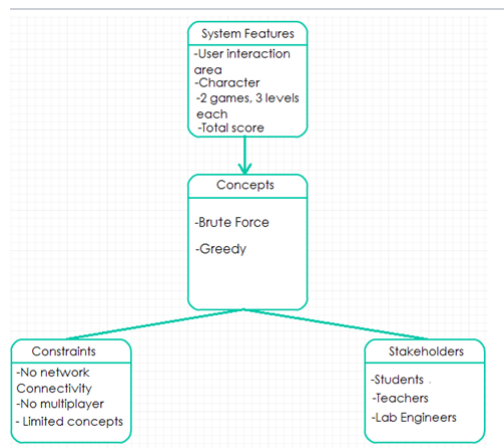 System Features
-User interaction
area
-Character
-2 games, 3 levels
each
-Total score
Concepts
-Brute Force
-Greedy
Constraints
-No network
Connectivity
-No multiplayer
- Limited concepts
Stakeholders
-Students
-Teachers
-Lab Engineers